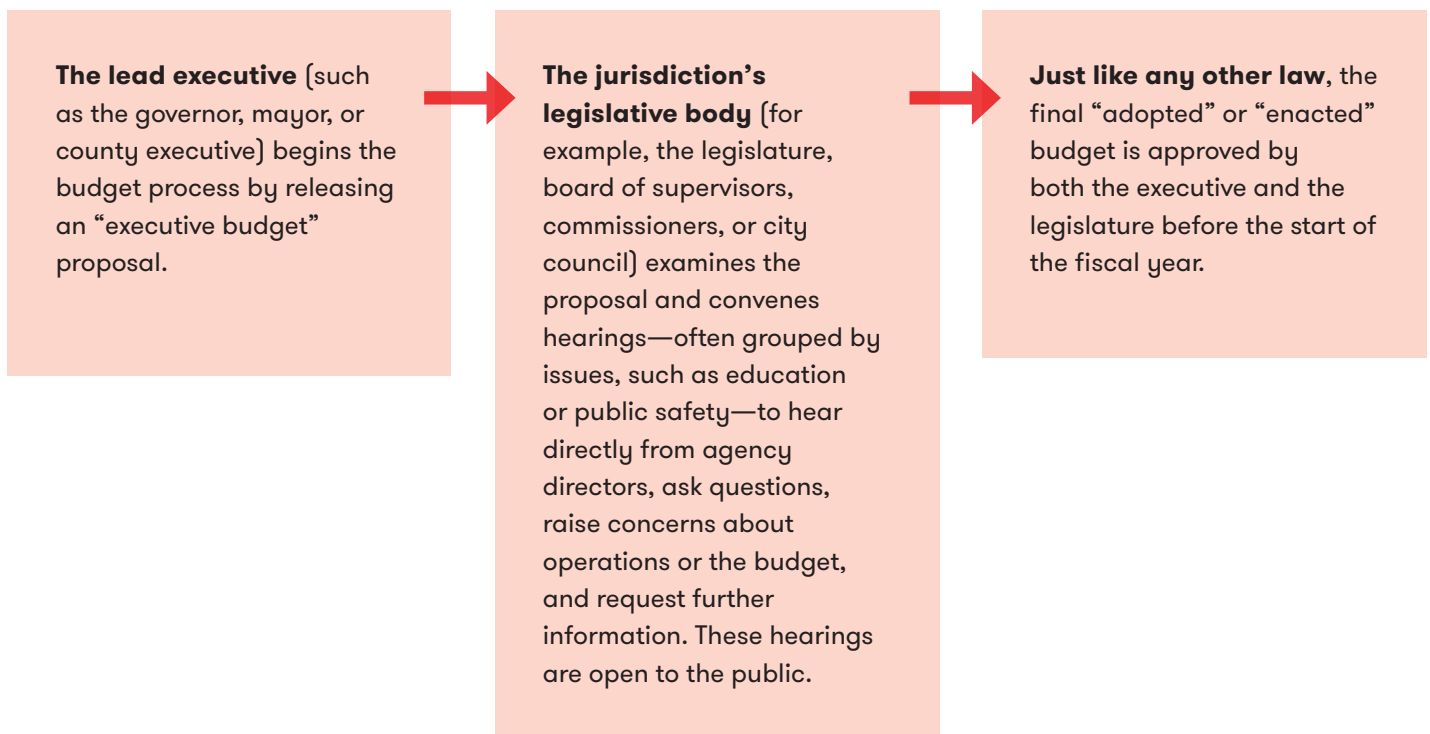 The lead executive (such
as the governor, mayor, or
county executive) begins the
budget process by releasing
an “executive budget”
proposal.
The jurisdiction’s
legislative body (for
example, the legislature,
board of supervisors,
commissioners, or city
council) examines the
proposal and convenes
hearings—often grouped by
issues, such as education
or public safety—to hear
directly from agency
directors, ask questions,
raise concerns about
operations or the budget,
and request further
information. These hearings
are open to the public.
Just like any other law, the
final “adopted” or “enacted”
budget is approved by
both the executive and the
legislature before the start of
the fiscal year.